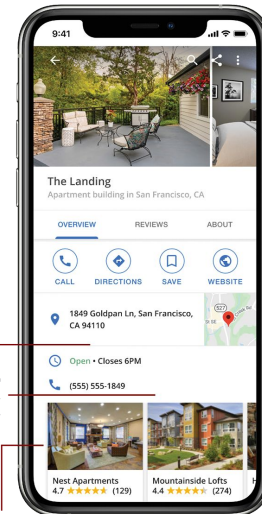 9:41
The Landing
Apartment building in San Francisco, CA
OVERVIEW REVIEWS ABOUT
CALL DIRECTIONS SAVE WEBSITE
1849 Goldpan Ln, San Francisco,
CA 94110
527
Open • Closes 6PM
(555) 555-1849
Nest Apartments
4.7 (129)
Mountainside Lofts
4.4 (274)
H